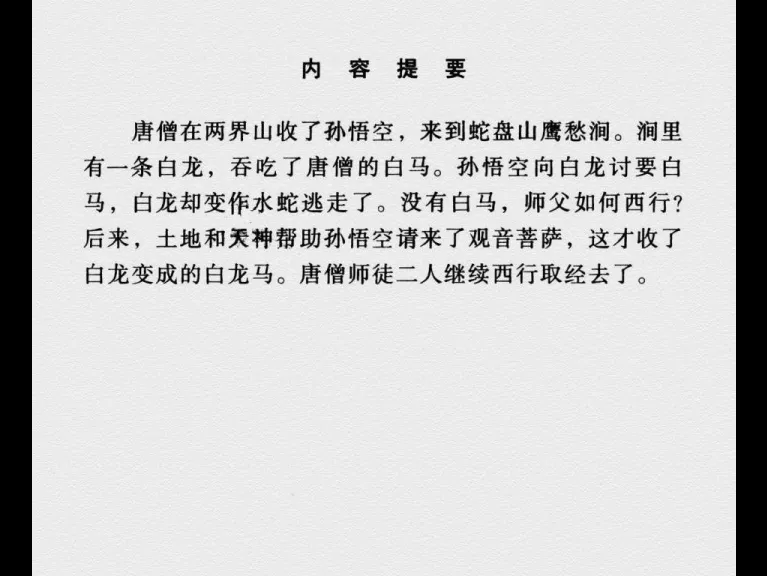 内容提要
唐僧在两界山收了孙悟空，来到蛇盘山鹰愁涧。涧里
有一条白龙，吞吃了唐僧的白马。孙悟空向白龙讨要白
马，白龙却变作水蛇逃走了。没有白马，师父如何西行？
后来，土地和天神帮助孙悟空请来了观音菩萨，这才收了
白龙变成的白龙马。唐僧师徒二人继续西行取经去了。